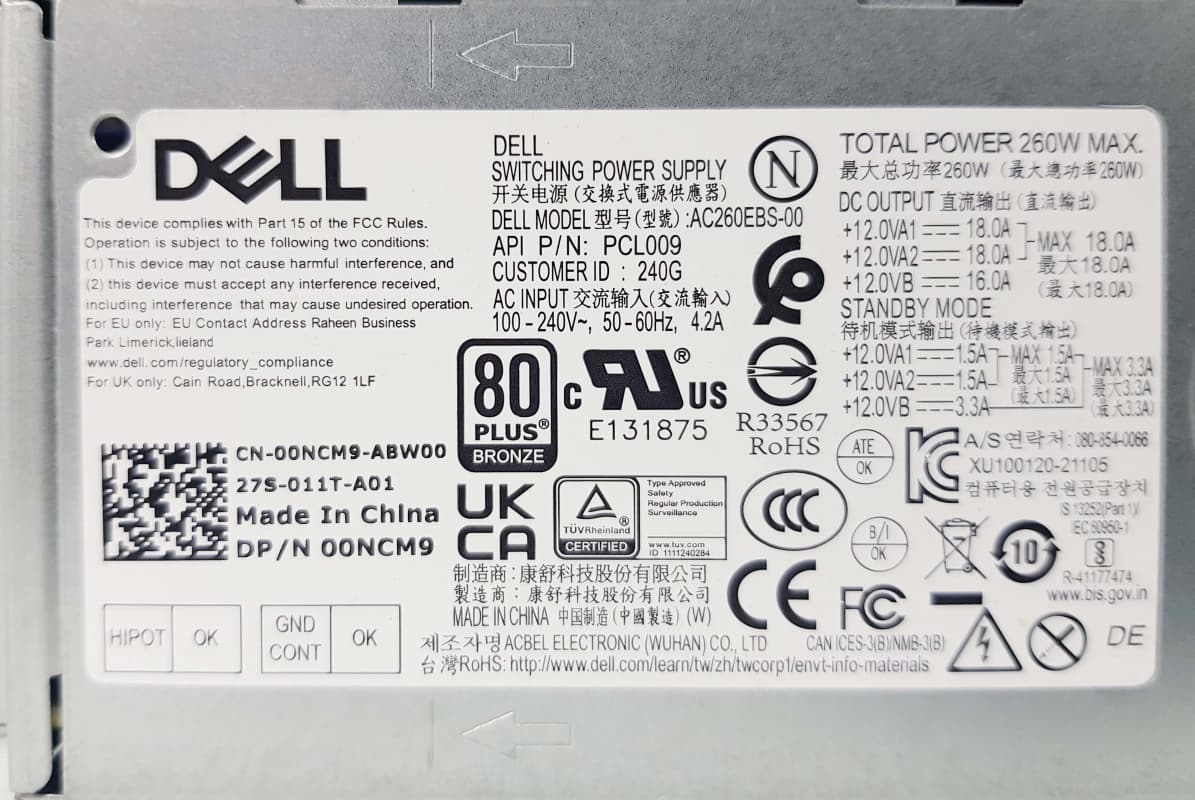 DELL
This device complies with Part 15 of the FCC Rules.
Operation is subject to the following two conditions:
(1) This device may not cause harmful interference, and
(2) this device must accept any interference received,
including interference that may cause undesired operation.
For EU only: EU Contact Address Raheen Business
Park Limerick,lieland
www.dell.com/regulatory_compliance
For UK only: Cain Road,Bracknell,RG12 1LF
CN-00NCM9-ABW00
27S-011T-A01
Made In China
DP/N 00NCM9
HIPOT OK
GND CONT OK
DELL
SWITCHING POWER SUPPLY
开关电源 (交換式電源供應器)
DELL MODEL 型号(型號) :AC260EBS-00
API P/N: PCL009
CUSTOMER ID : 240G
AC INPUT 交流输入(交流輸入)
100-240V~, 50-60Hz, 4.2A
80
PLUS®
BRONZE
c RU® US
E131875
N
R33567
RoHS
UK
CA
TÜVRheinland ®
CERTIFIED
Type Approved
Safety
Regular Production
Surveillance
www.tuv.com
ID 1111240284
制造商：康舒科技股份有限公司
製造商：康舒科技股份有限公司
MADE IN CHINA 中国制造 (中國製造) (W)
제조자명 ACBEL ELECTRONIC (WUHAN) CO., LTD
台灣RoHS: http://www.dell.com/learn/tw/zh/twcorp1/envt-info-materials
TOTAL POWER 260W MAX.
最大总功率260W (最大總功率260W)
DC OUTPUT 直流输出(直流輸出)
+12.0VA1 18.0A
+12.0VA2 18.0A
+12.0VB 16.0A
MAX 18.0A
最大18.0A
(最大18.0A)
STANDBY MODE
待机模式输出 (待機模式輸出)
+12.0VA1 1.5A
+12.0VA2 1.5A
+12.0VB 3.3A
MAX 1.5A
最大1.5A
(最大1.5A)
MAX 3.3A
最大3.3A
(最大3.3A)
ATE
OK
KC
A/S연락처: 080-854-0066
XU100120-21105
컴퓨터용 전원공급장치
CCC
B/I
OK
10
IS 13252(Part 1)/
IEC 60950-1
R-41177474
www.bis.gov.in
CE
FC
CAN ICES-3(B)/NMB-3(B)
DE